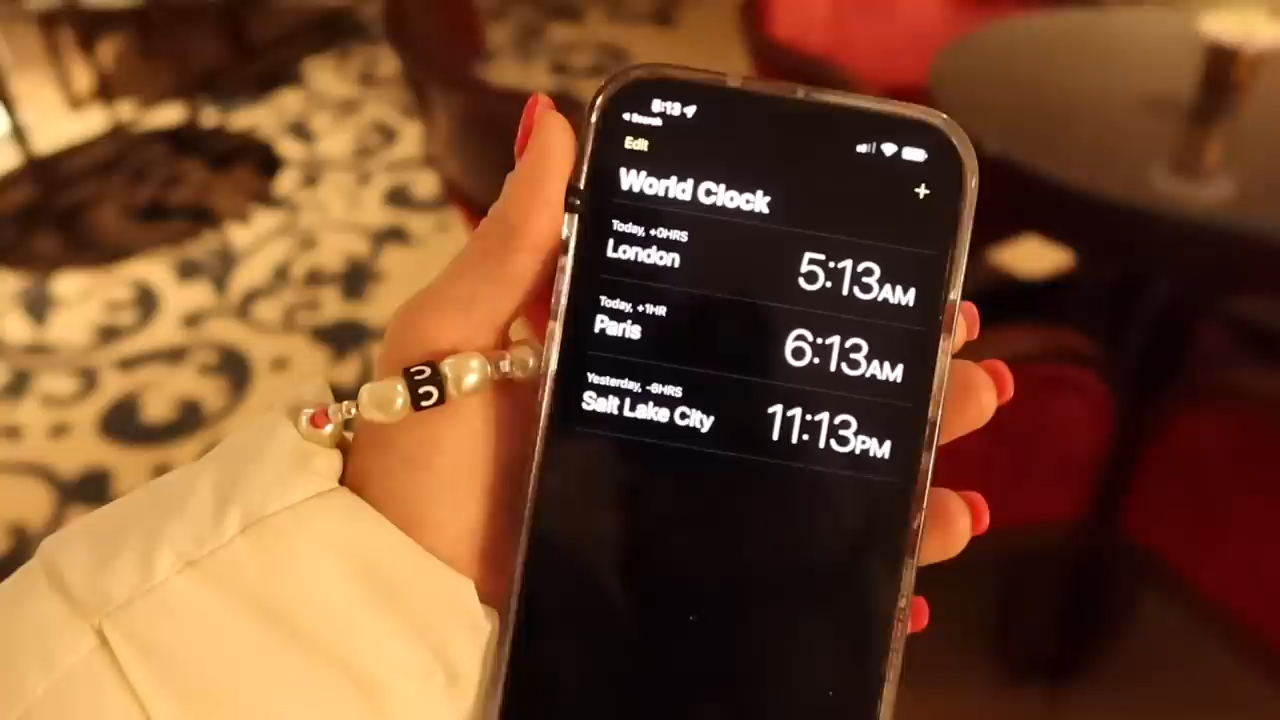 5:13
Search
Edit
World Clock
+
Today, +0HRS
London
5:13AM
Today, +1HR
Paris
6:13AM
Yesterday, -6HRS
Salt Lake City
11:13PM